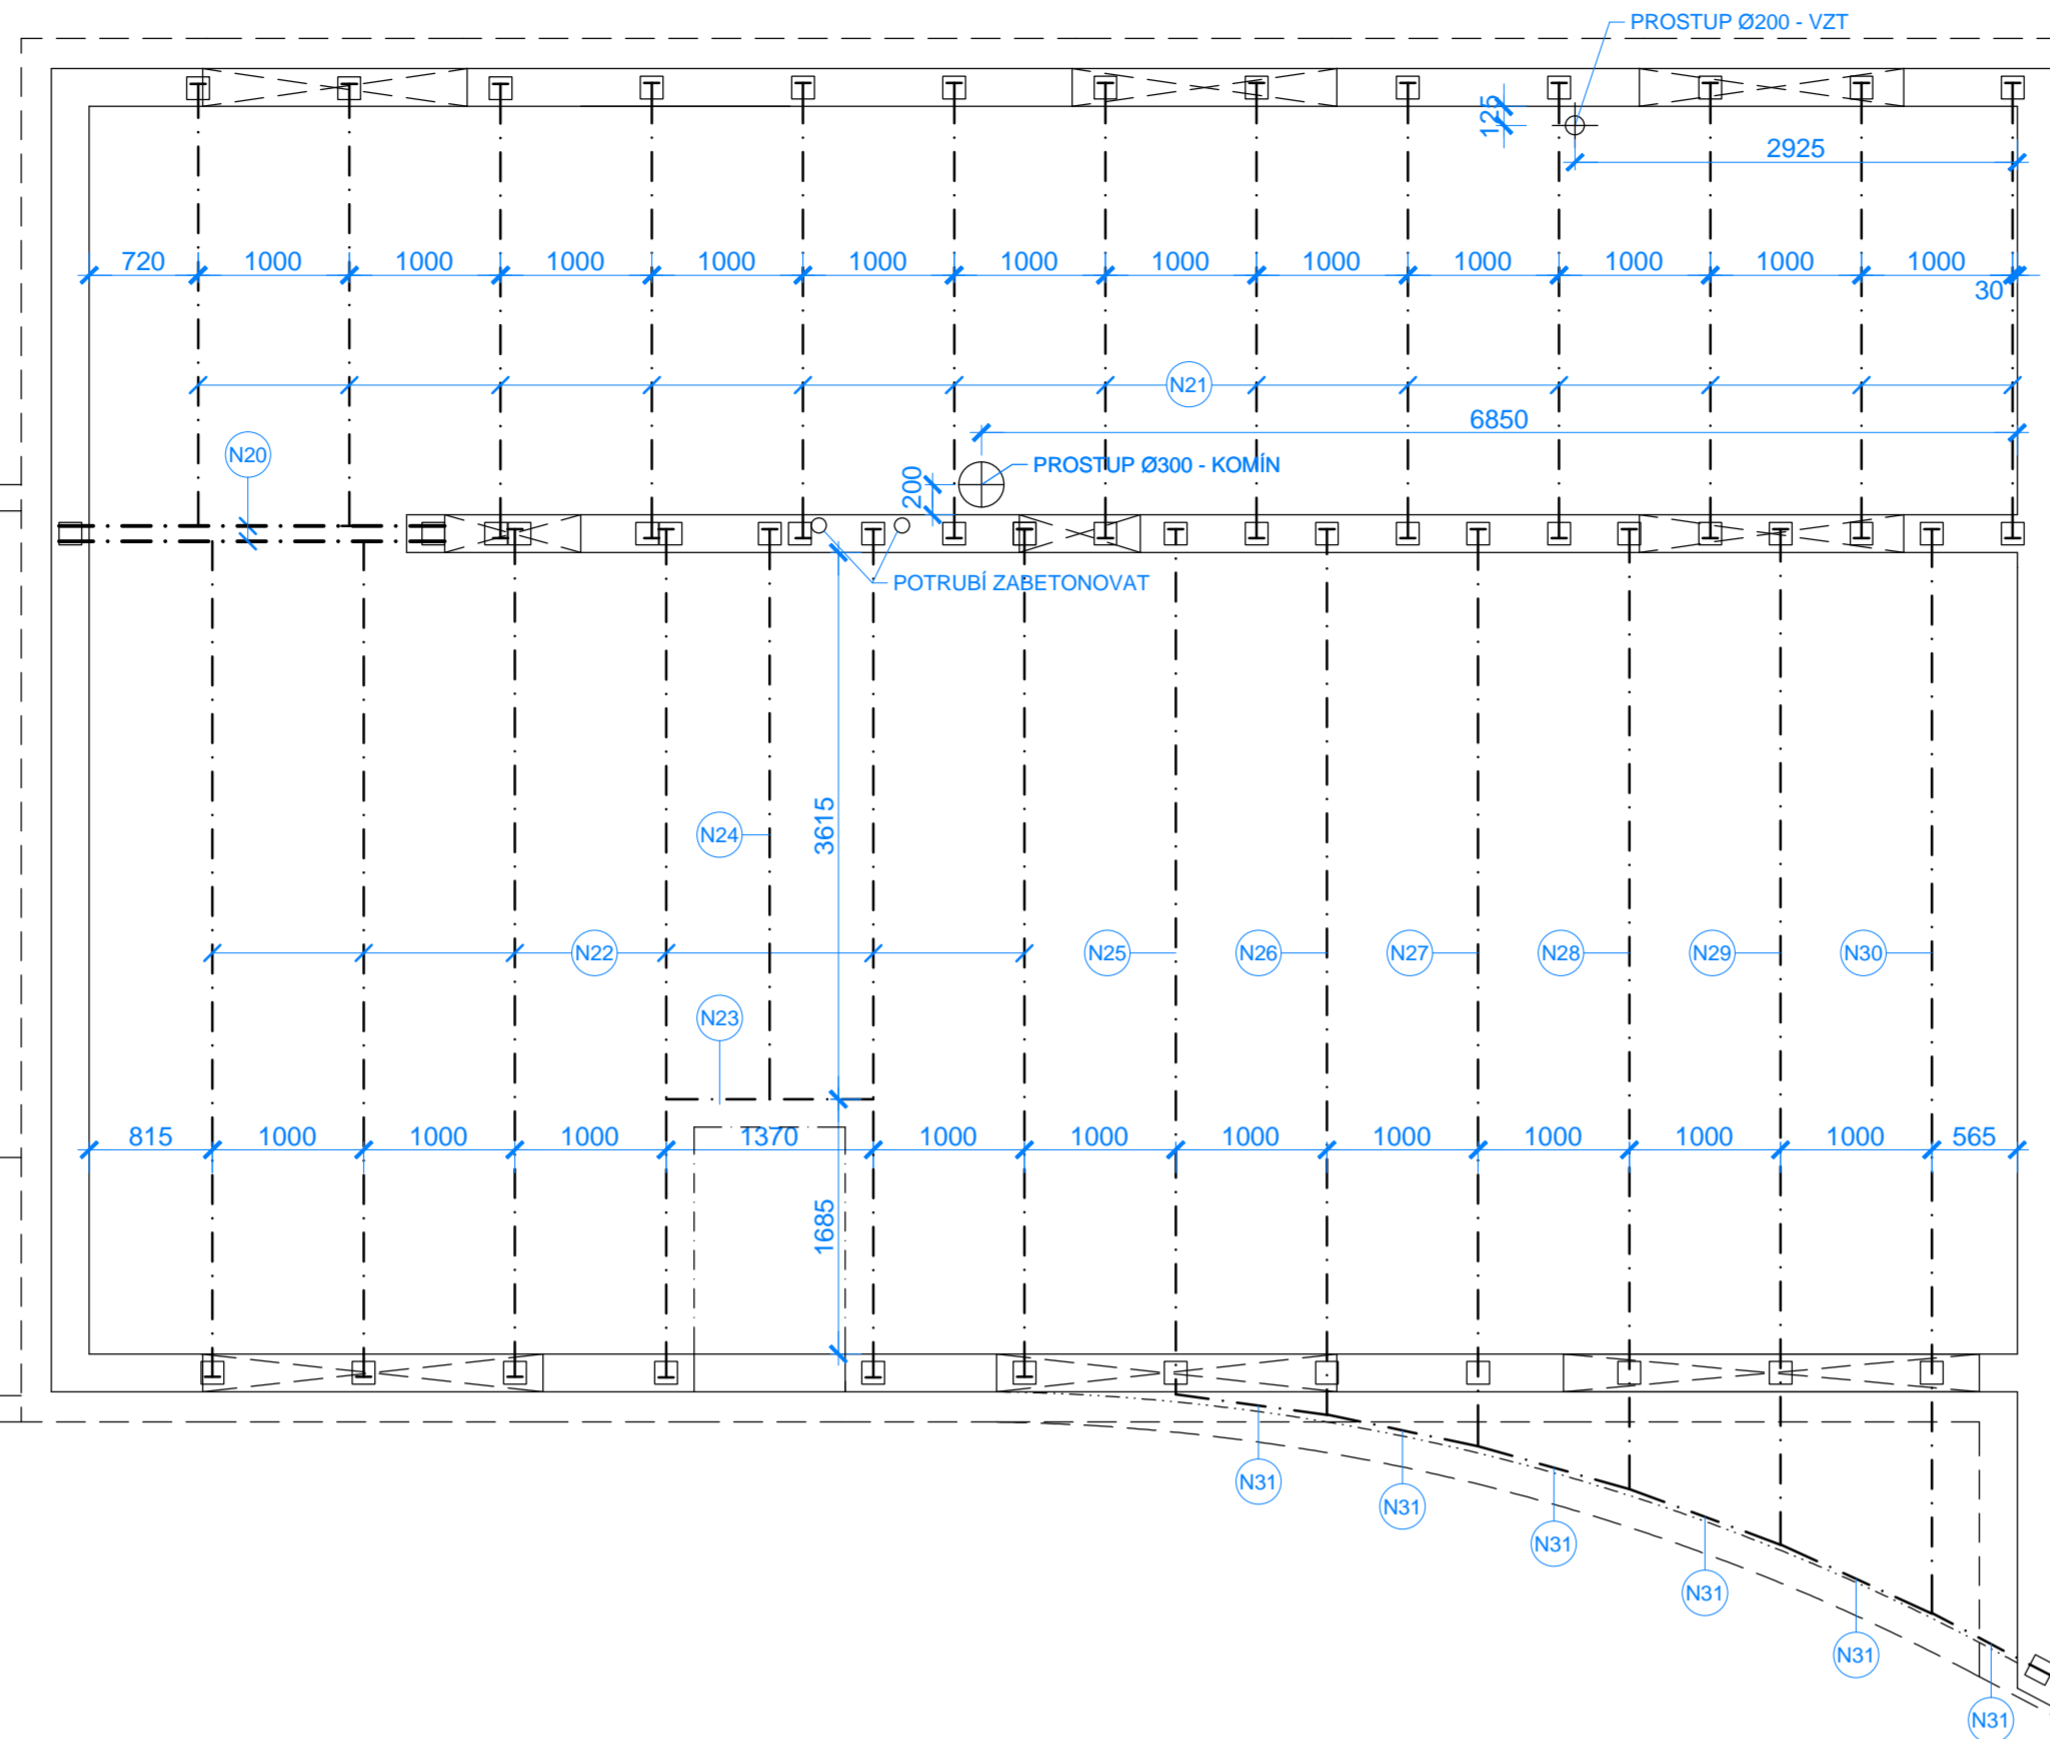 PROSTUP Ø200 - VZT
125
2925
720 1000 1000 1000 1000 1000 1000 1000 1000 1000 1000 1000 1000
30
N21
6850
N20
PROSTUP Ø300 - KOMÍN
200
POTRUBÍ ZABETONOVAT
3615
N24
N22 N25 N26 N27 N28 N29 N30
N23
815 1000 1000 1000 1370 1000 1000 1000 1000 1000 1000 1000 565
1685
N31
N31
N31
N31
N31
N31